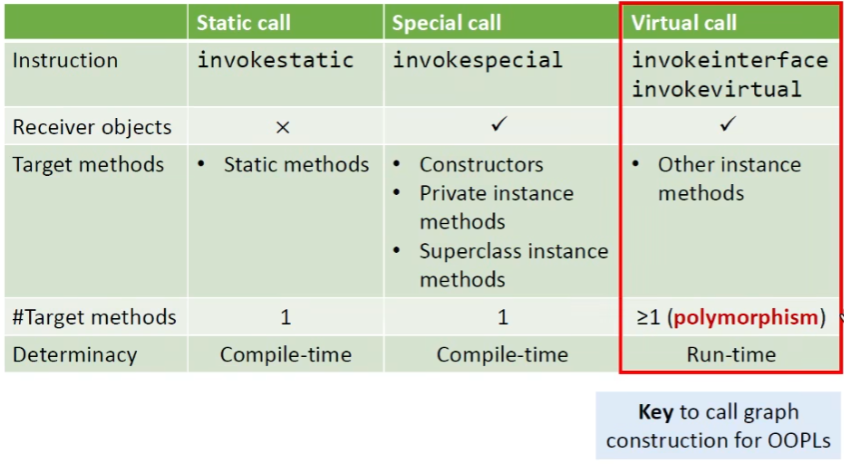 Static call Special call Virtual call
Instruction invokestatic invokespecial invokeinterface
invokevirtual
Receiver objects × ✓ ✓
Target methods • Static methods • Constructors • Other instance
• Private instance methods
methods
• Superclass instance
methods
#Target methods 1 1 ≥1 (polymorphism)
Determinacy Compile-time Compile-time Run-time
Key to call graph
construction for OOPLs